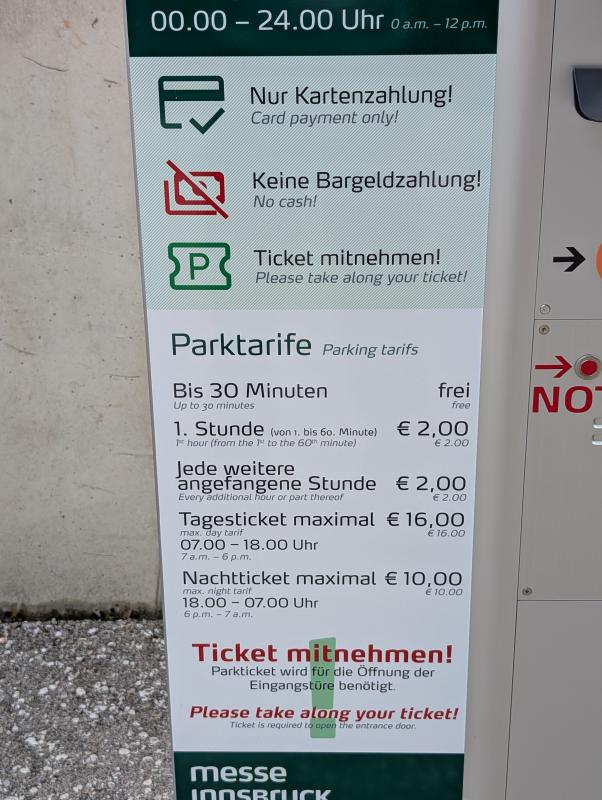 00.00 – 24.00 Uhr 0 a.m. – 12 p.m.
Nur Kartenzahlung!
Card payment only!
Keine Bargeldzahlung!
No cash!
P
Ticket mitnehmen!
Please take along your ticket!
Parktarife Parking tarifs
Bis 30 Minuten frei
Up to 30 minutes free
1. Stunde (von 1. bis 60. Minute) € 2,00
1st hour (from the 1st to the 60th minute) € 2.00
Jede weitere
angefangene Stunde € 2,00
Every additional hour or part thereof € 2.00
Tagesticket maximal € 16,00
max. day tarif € 16.00
07.00 – 18.00 Uhr
7 a.m. – 6 p.m.
Nachtticket maximal € 10,00
max. night tarif € 10.00
18.00 – 07.00 Uhr
6 p.m. – 7 a.m.
Ticket mitnehmen!
Parkticket wird für die Öffnung der
Eingangstüre benötigt.
Please take along your ticket!
Ticket is required to open the entrance door.
messe
innsbruck